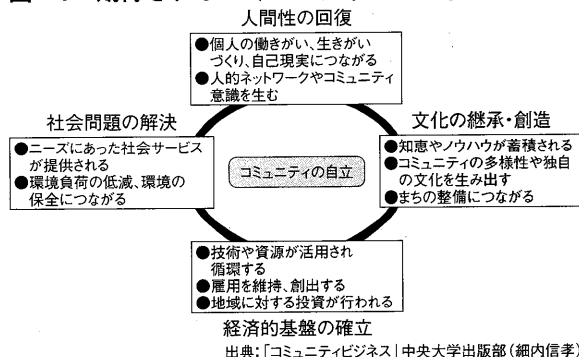 人間性の回復
●個人の働きがい、生きがい
づくり、自己現実につながる
●人的ネットワークやコミュニティ
意識を生む
社会問題の解決
●ニーズにあった社会サービス
が提供される
●環境負荷の低減、環境の
保全につながる
コミュニティの自立
文化の継承・創造
●知恵やノウハウが蓄積される
●コミュニティの多様性や独自
の文化を生み出す
●まちの整備につながる
●技術や資源が活用され
循環する
●雇用を維持、創出する
●地域に対する投資が行われる
経済的基盤の確立
出典:「コミュニティビジネス」中央大学出版部(細内信孝)